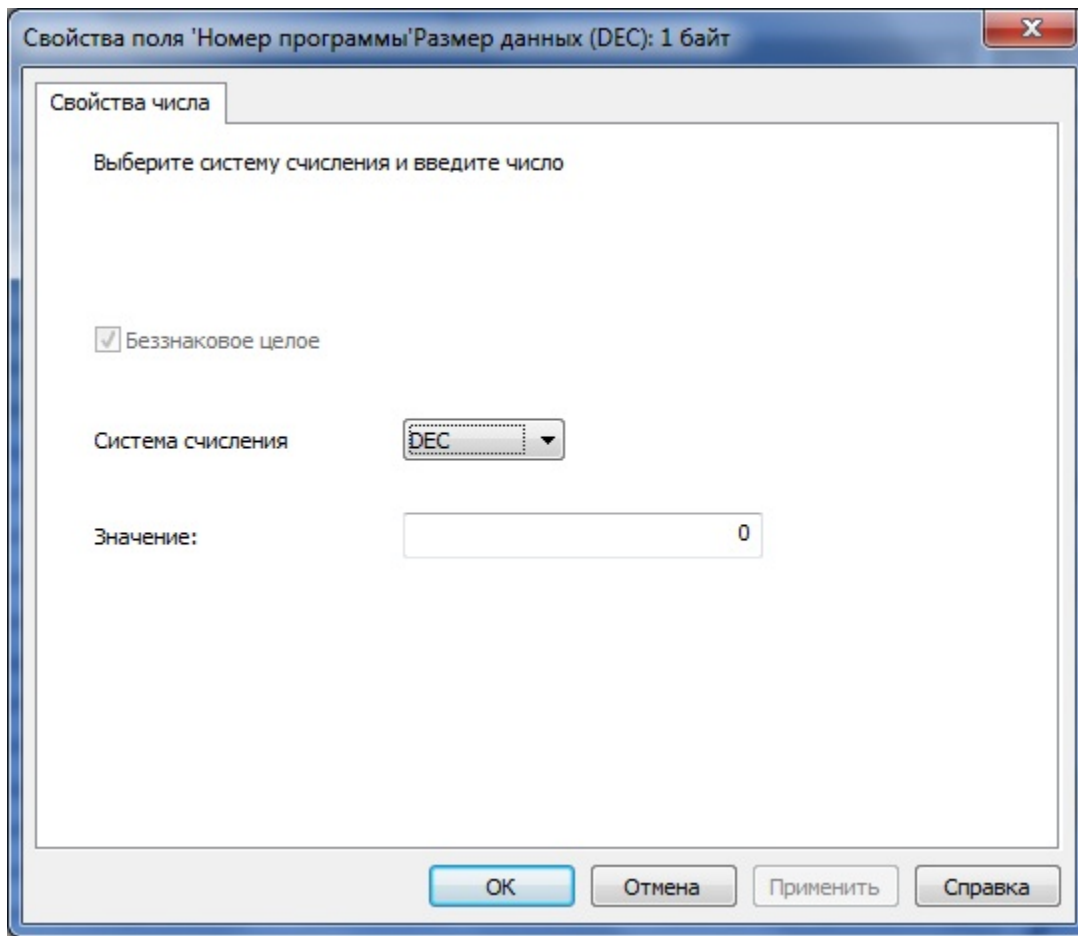 Свойства поля 'Номер программы'Размер данных (DEC): 1 байт
Свойства числа
Выберите систему счисления и введите число
Беззнаковое целое
Система счисления DEC
Значение: 0
OK Отмена Применить Справка